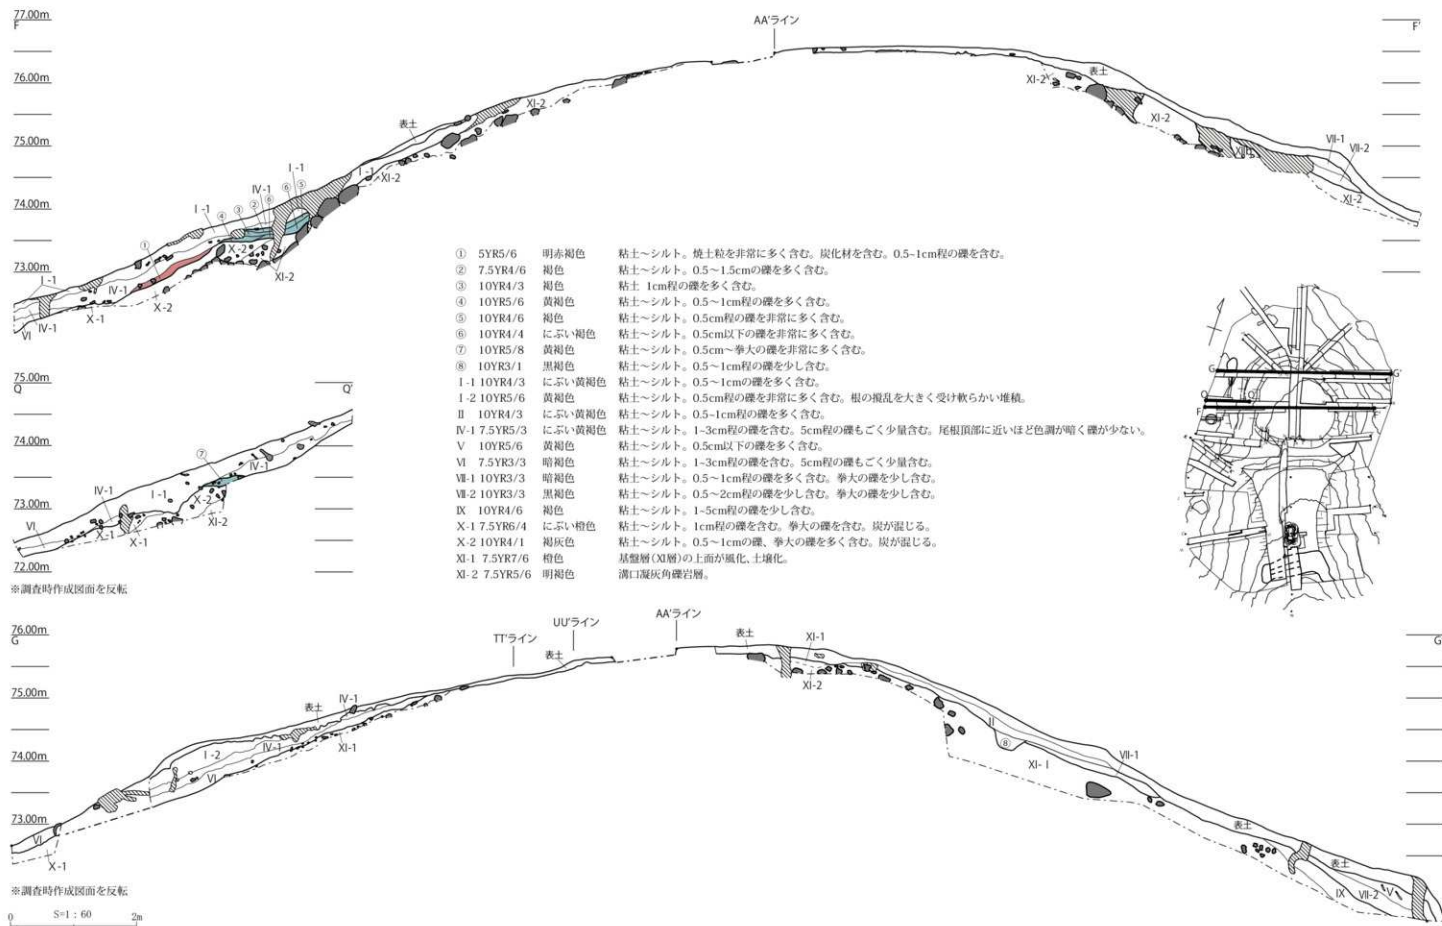 77.00m
F
AA'ライン
F'
76.00m
XI-2
表土
XI-2
表土
XI-2
75.00m
I-1
I-1
XI-2
VII-1
VII-2
XI-2
IV-1
⑥
⑤
②
⑥
③
④
I-1
74.00m
①
X-2
XI-2
73.00m
I-1
IV-1
X-2
X-1
IV-1
VI
① 5YR5/6 明赤褐色 粘土～シルト。焼土粒を非常に多く含む。炭化材を含む。0.5~1cm程の礫を含む。
② 7.5YR4/6 褐色 粘土～シルト。0.5～1.5cmの礫を多く含む。
③ 10YR4/3 褐色 粘土 1cm程の礫を多く含む。
④ 10YR5/6 黄褐色 粘土～シルト。0.5～1cm程の礫を多く含む。
⑤ 10YR4/6 褐色 粘土～シルト。0.5cm程の礫を非常に多く含む。
⑥ 10YR4/4 にぶい褐色 粘土～シルト。0.5cm以下の礫を非常に多く含む。
⑦ 10YR5/8 黄褐色 粘土～シルト。0.5cm～拳大の礫を非常に多く含む。
⑧ 10YR3/1 黒褐色 粘土～シルト。0.5～1cm程の礫を少し含む。
I-1 10YR4/3 にぶい黄褐色 粘土～シルト。0.5～1cmの礫を多く含む。
I-2 10YR5/6 黄褐色 粘土～シルト。0.5cm程の礫を非常に多く含む。根の撹乱を大きく受け軟らかい堆積。
II 10YR4/3 にぶい黄褐色 粘土～シルト。0.5~1cm程の礫を多く含む。
IV-1 7.5YR5/3 にぶい黄褐色 粘土～シルト。1~3cm程の礫を含む。5cm程の礫もごく少量含む。尾根頂部に近いほど色調が暗く礫が少ない。
V 10YR5/6 黄褐色 粘土～シルト。0.5cm以下の礫を多く含む。
VI 7.5YR3/3 暗褐色 粘土～シルト。1~3cm程の礫を含む。5cm程の礫もごく少量含む。
VII-1 10YR3/3 暗褐色 粘土～シルト。0.5～1cm程の礫を多く含む。拳大の礫を少し含む。
VII-2 10YR3/3 黒褐色 粘土～シルト。0.5～2cm程の礫を少し含む。拳大の礫を少し含む。
IX 10YR4/6 褐色 粘土～シルト。1~5cm程の礫を少し含む。
X-1 7.5YR6/4 にぶい橙色 粘土～シルト。1cm程の礫を含む。拳大の礫を含む。炭が混じる。
X-2 10YR4/1 褐灰色 粘土～シルト。0.5～1cmの礫、拳大の礫を多く含む。炭が混じる。
XI-1 7.5YR7/6 橙色 基盤層(XI層)の上面が風化、土壌化。
XI-2 7.5YR5/6 明褐色 溝口凝灰角礫岩層。
G
G'
Q
Q'
F
75.00m
Q
Q'
74.00m
⑦
IV-1
73.00m
IV-1
I-1
X-2
XI-2
VI
X-1
X-1
72.00m
※調査時作成図面を反転
76.00m
G
TT'ライン
UU'ライン
表土
AA'ライン
表土
XI-1
XI-2
G'
75.00m
IV-1
表土
IV-1
XI-1
I-2
VI
74.00m
II
⑧
XI-1
VII-1
73.00m
VI
X-1
表土
表土
IX
VII-2
V
※調査時作成図面を反転
0 S=1：60 2m